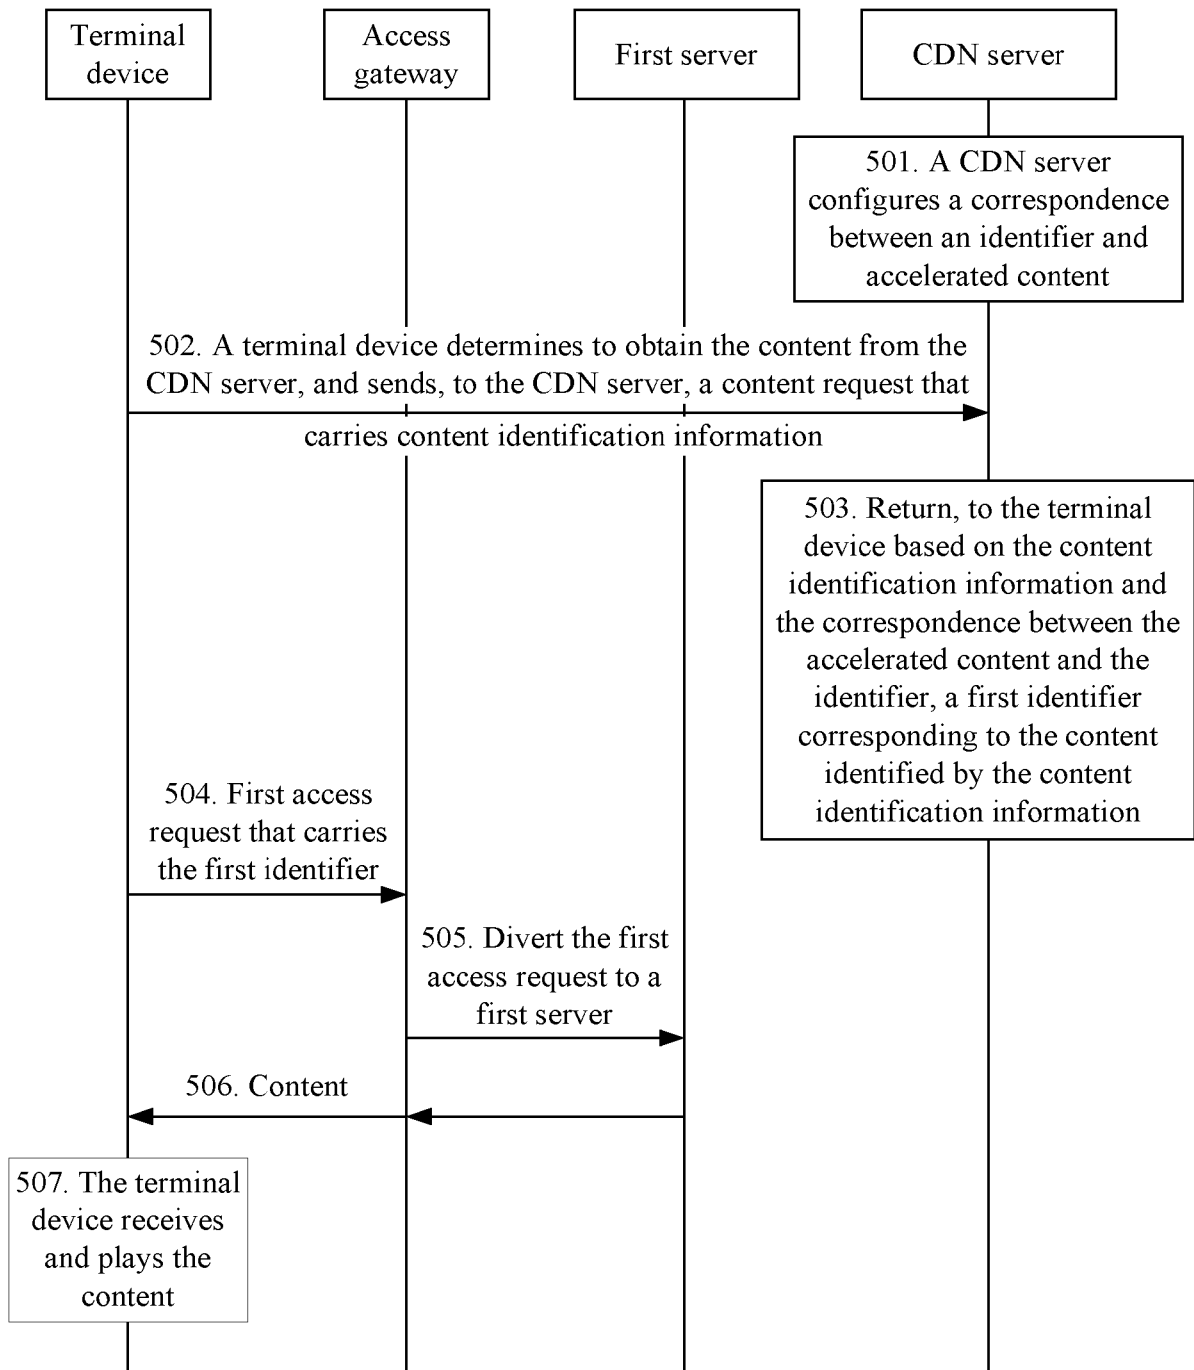 Terminal
device
Access
gateway
First server
CDN server
501. A CDN server
configures a correspondence
between an identifier and
accelerated content
502. A terminal device determines to obtain the content from the
CDN server, and sends, to the CDN server, a content request that
carries content identification information
503. Return, to the terminal
device based on the content
identification information and
the correspondence between the
accelerated content and the
identifier, a first identifier
corresponding to the content
identified by the content
identification information
504. First access
request that carries
the first identifier
505. Divert the first
access request to a
first server
506. Content
507. The terminal
device receives
and plays the
content